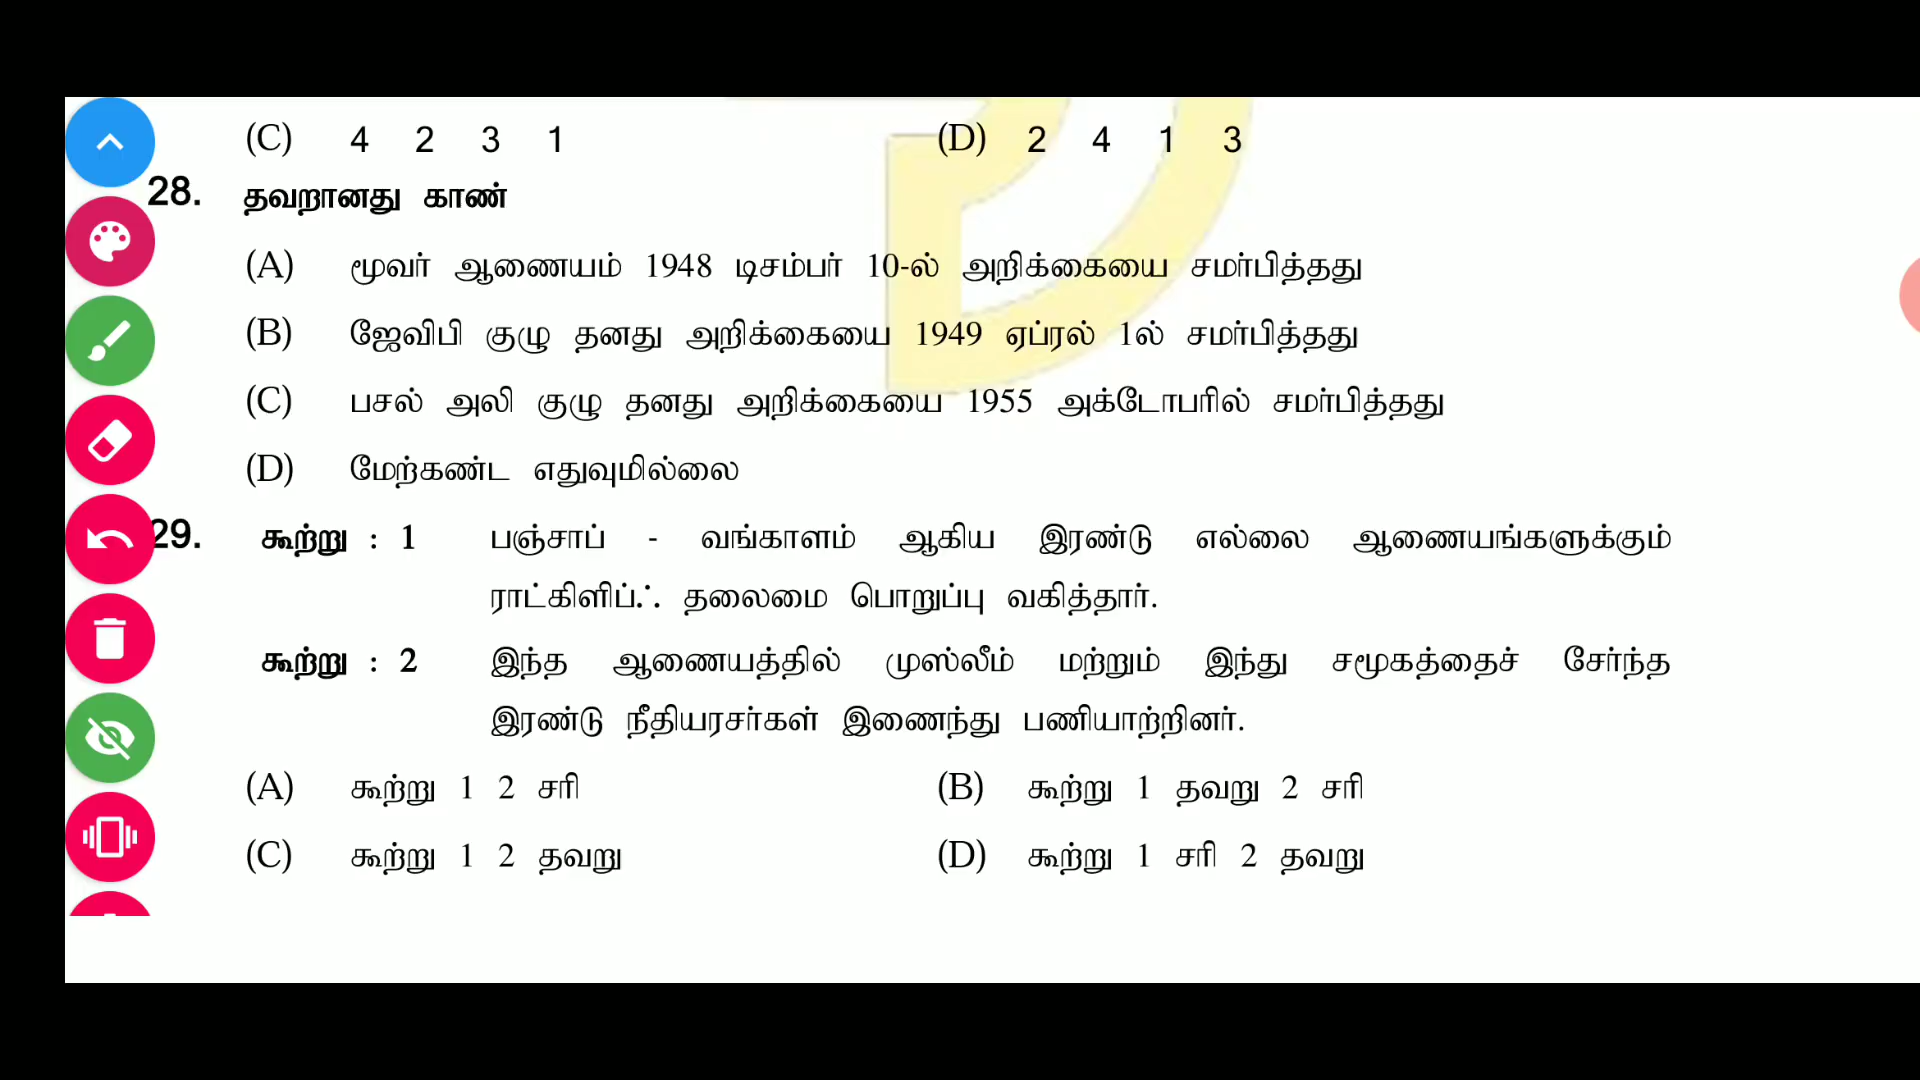 (C) 4 2 3 1 (D) 2 4 1 3
28. தவறானது காண்
(A) மூவர் ஆணையம் 1948 டிசம்பர் 10-ல் அறிக்கையை சமர்பித்தது
(B) ஜேவிபி குழு தனது அறிக்கையை 1949 ஏப்ரல் 1ல் சமர்பித்தது
(C) பசல் அலி குழு தனது அறிக்கையை 1955 அக்டோபரில் சமர்பித்தது
(D) மேற்கண்ட எதுவுமில்லை
29. கூற்று : 1 பஞ்சாப் - வங்காளம் ஆகிய இரண்டு எல்லை ஆணையங்களுக்கும்
ராட்கிளிப்ஃ தலைமை பொறுப்பு வகித்தார்.
கூற்று : 2 இந்த ஆணையத்தில் முஸ்லீம் மற்றும் இந்து சமூகத்தைச் சேர்ந்த
இரண்டு நீதியரசர்கள் இணைந்து பணியாற்றினர்.
(A) கூற்று 1 2 சரி (B) கூற்று 1 தவறு 2 சரி
(C) கூற்று 1 2 தவறு (D) கூற்று 1 சரி 2 தவறு